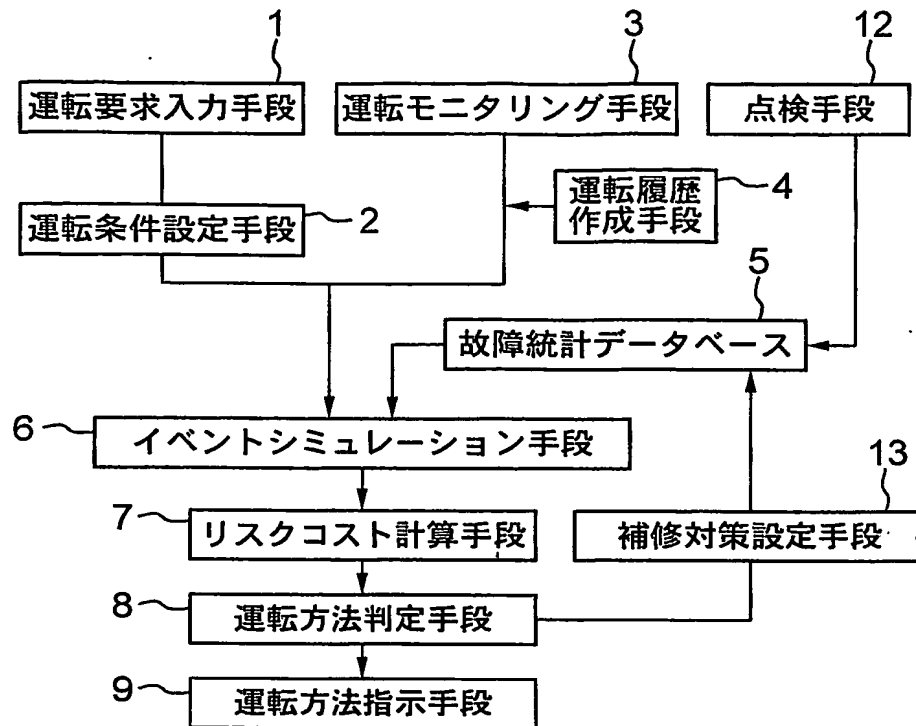 1
3
12
運転要求入力手段
運転モニタリング手段
点検手段
運転履歴
作成手段
4
運転条件設定手段
2
5
故障統計データベース
6
イベントシミュレーション手段
13
7
リスクコスト計算手段
補修対策設定手段
8
運転方法判定手段
9
運転方法指示手段